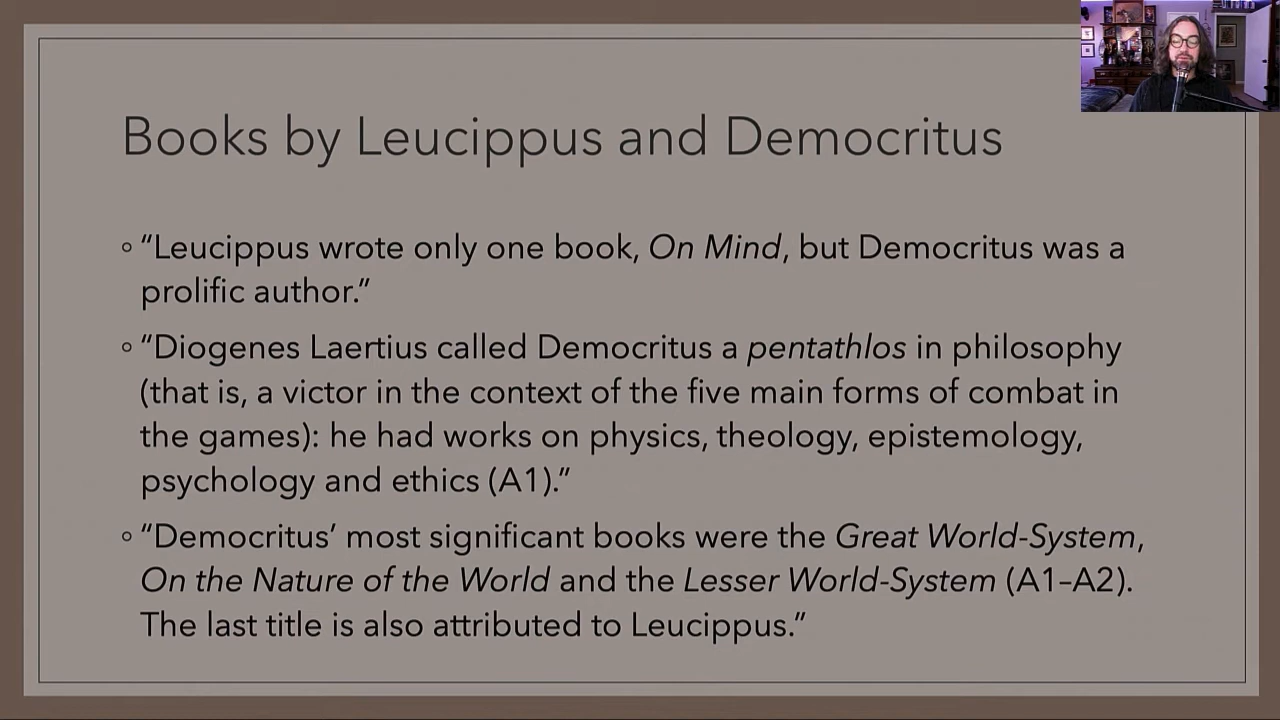 Books by Leucippus and Democritus
◦ “Leucippus wrote only one book, On Mind, but Democritus was a
prolific author.”
◦ “Diogenes Laertius called Democritus a pentathlos in philosophy
(that is, a victor in the context of the five main forms of combat in
the games): he had works on physics, theology, epistemology,
psychology and ethics (A1).”
◦ “Democritus’ most significant books were the Great World-System,
On the Nature of the World and the Lesser World-System (A1–A2).
The last title is also attributed to Leucippus.”